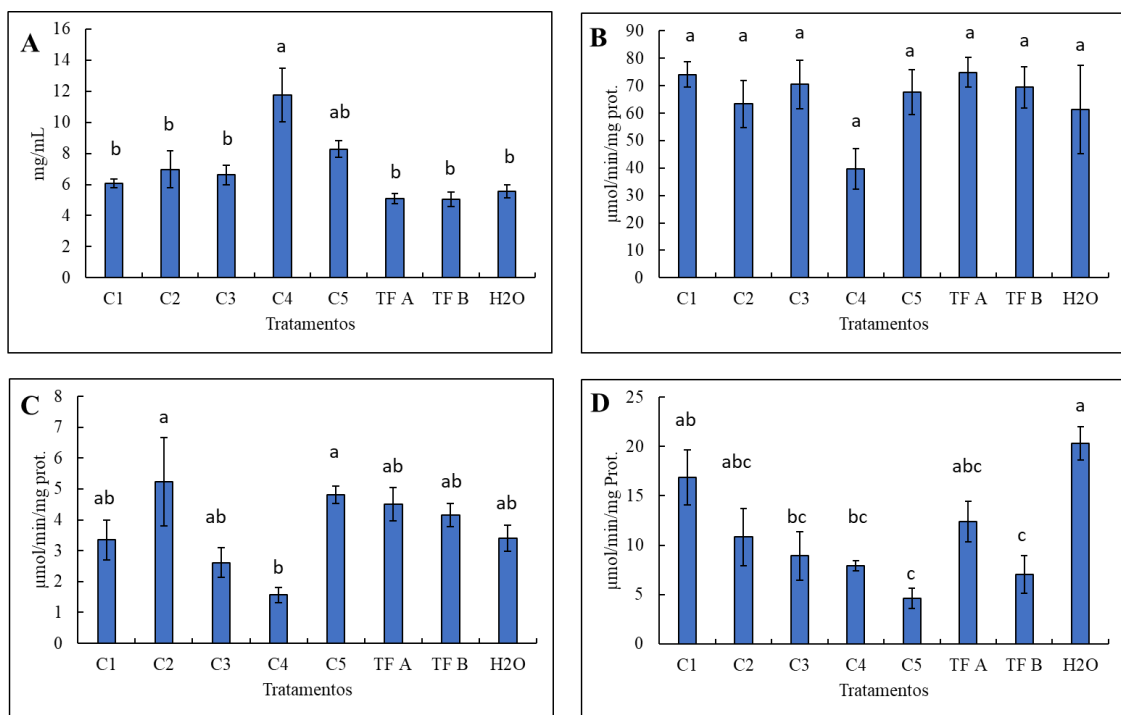 A
mg/mL
16
14
12
10
8
6
4
2
0
b
b
b
a
ab
b
b
b
C1 C2 C3 C4 C5 TF A TF B H2O
Tratamentos
B
µmol/min/mg prot.
90
80
70
60
50
40
30
20
10
0
a
a
a
a
a
a
a
a
C1 C2 C3 C4 C5 TF A TF B H2O
Tratamentos
C
µmol/min/mg prot.
8
7
6
5
4
3
2
1
0
ab
a
ab
b
a
ab
ab
ab
C1 C2 C3 C4 C5 TF A TF B H2O
Tratamentos
D
µmol/min/mg Prot.
25
20
15
10
5
0
ab
abc
bc
bc
c
abc
c
a
C1 C2 C3 C4 C5 TF A TF B H2O
Tratamentos